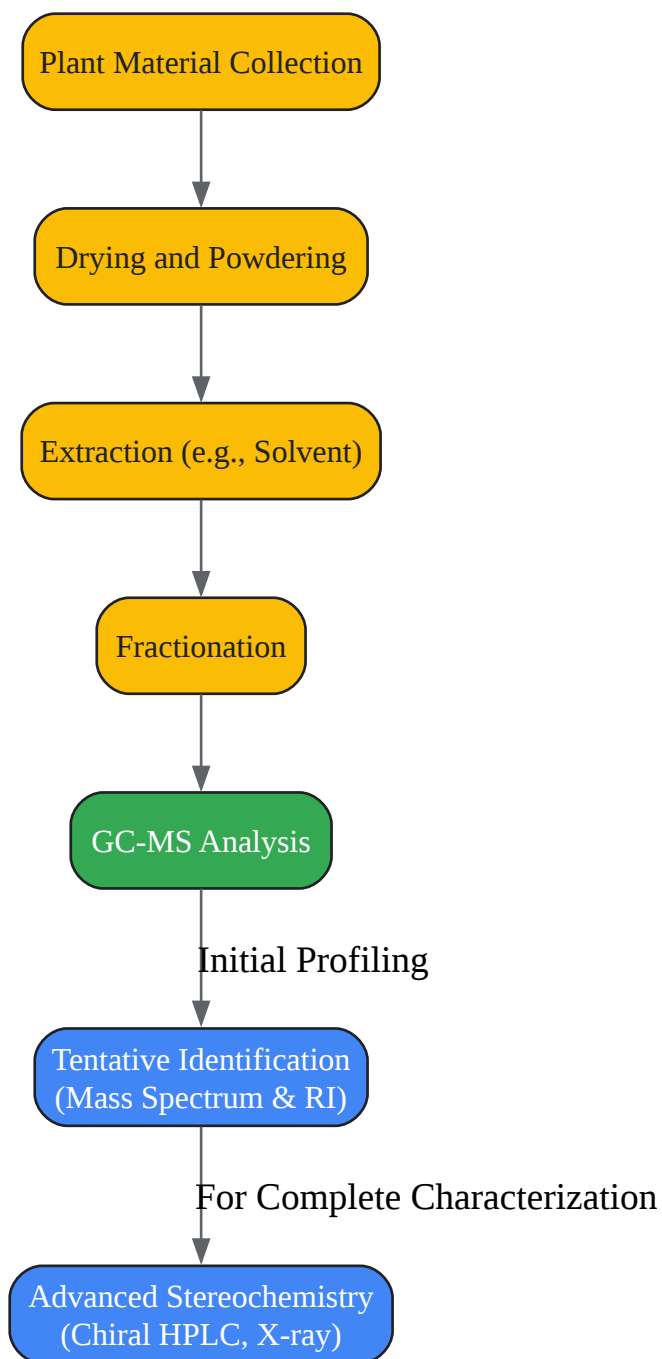 Plant Material Collection
Drying and Powdering
Extraction (e.g., Solvent)
Fractionation
GC-MS Analysis
Initial Profiling
Tentative Identification
(Mass Spectrum & RI)
For Complete Characterization
Advanced Stereochemistry
(Chiral HPLC, X-ray)